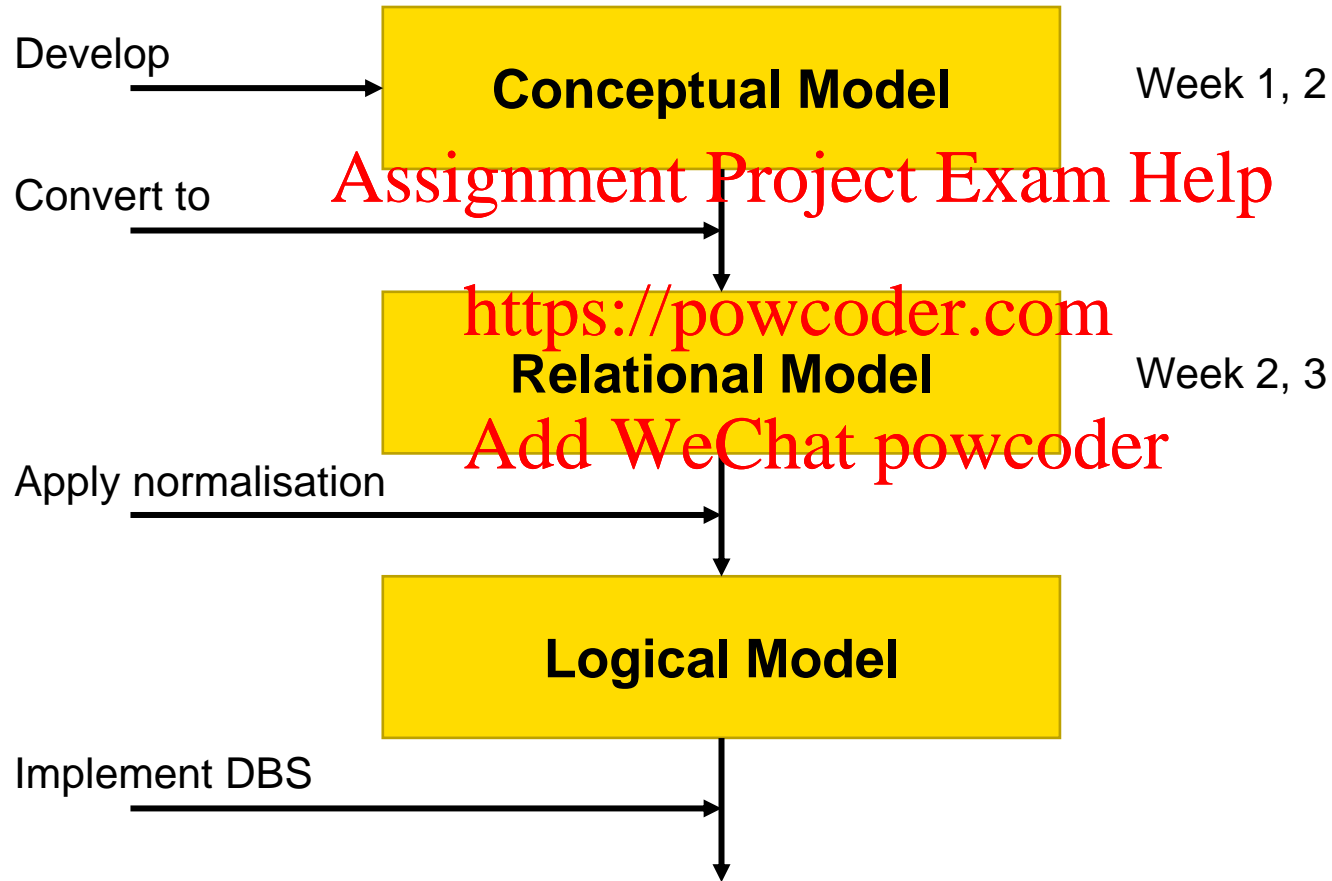 Develop
Conceptual Model
Week 1, 2
Assignment Project Exam Help
Convert to
https://powcoder.com
Relational Model
Week 2, 3
Add WeChat powcoder
Apply normalisation
Logical Model
Implement DBS